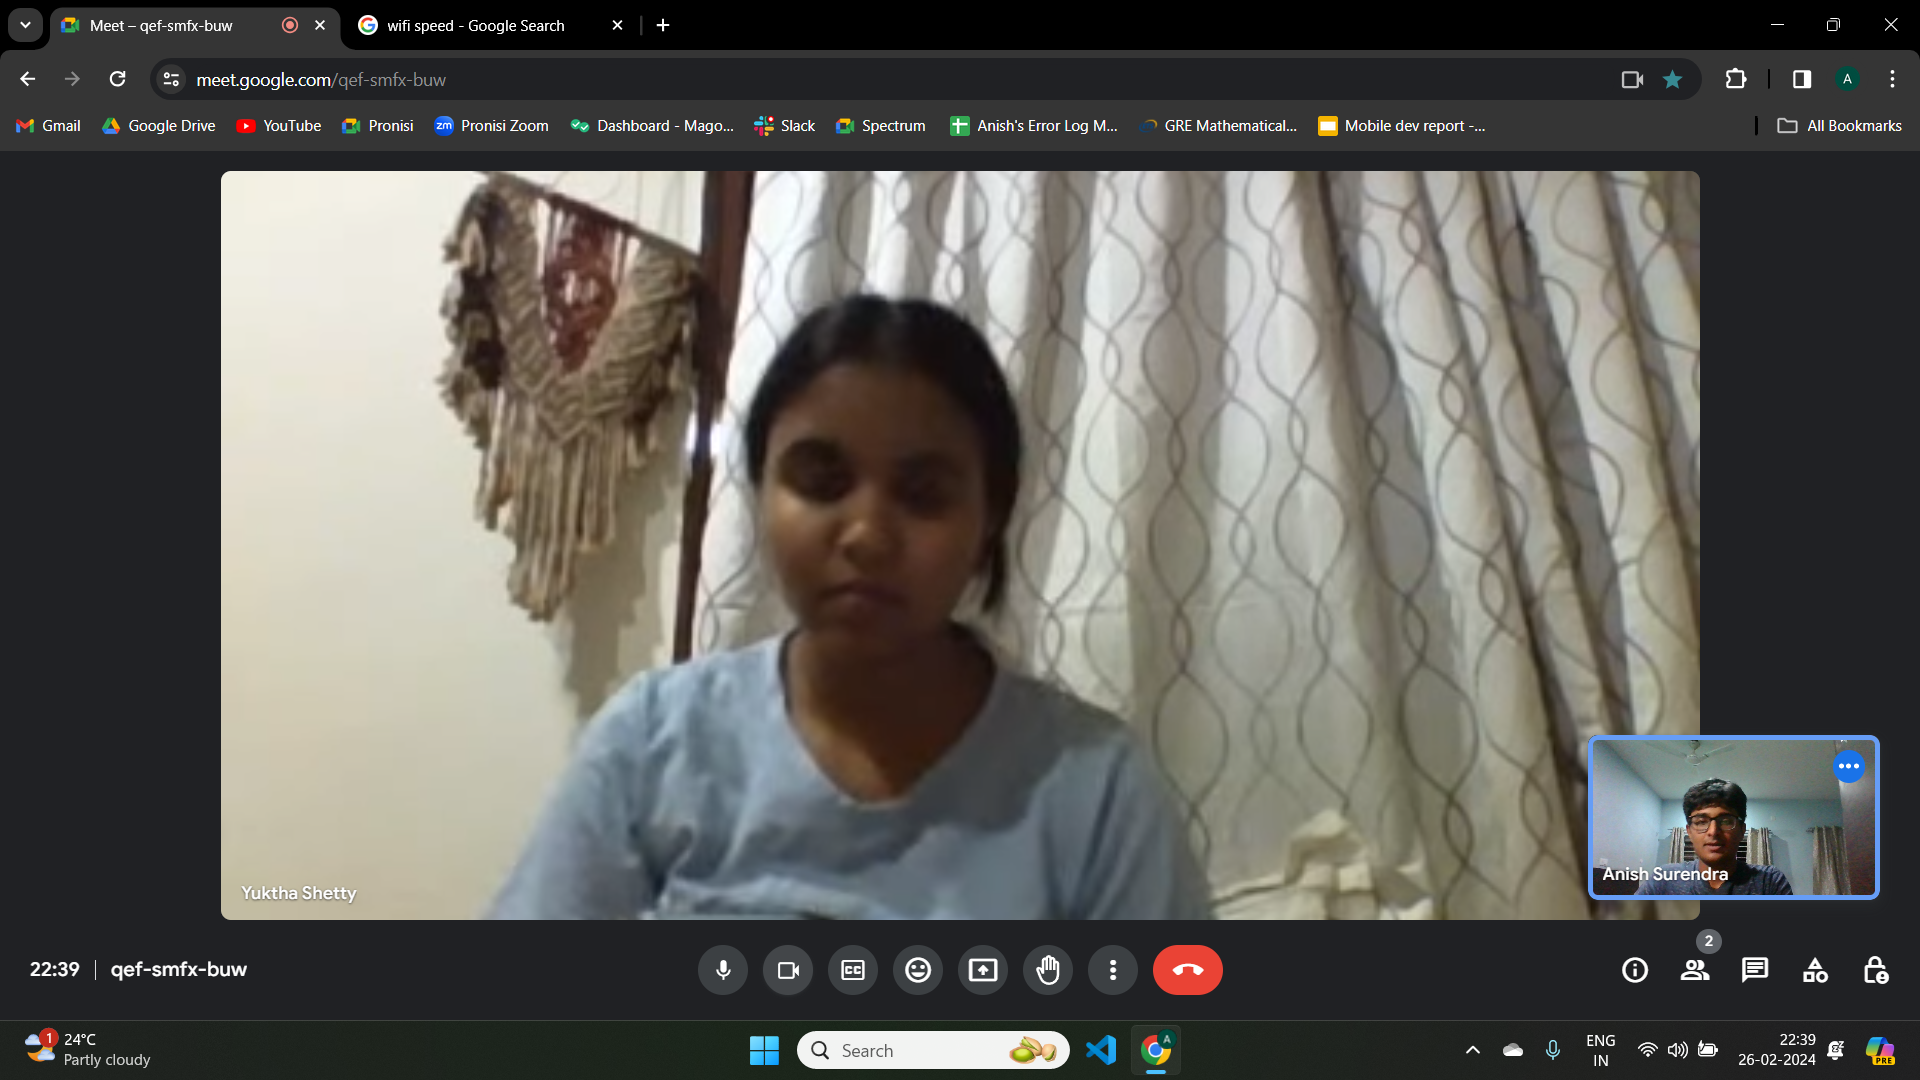 Meet – qef-smfx-buw
wifi speed - Google Search
meet.google.com/qef-smfx-buw
A
Gmail
Google Drive
YouTube
Pronisi
zm
Pronisi Zoom
Dashboard - Mago...
Slack
Spectrum
Anish's Error Log M...
GRE Mathematical...
Mobile dev report -...
All Bookmarks
Yuktha Shetty
Anish Surendra
22:39
qef-smfx-buw
CC
2
1
24°C
Partly cloudy
Search
A
ENG
IN
22:39
26-02-2024
PRE